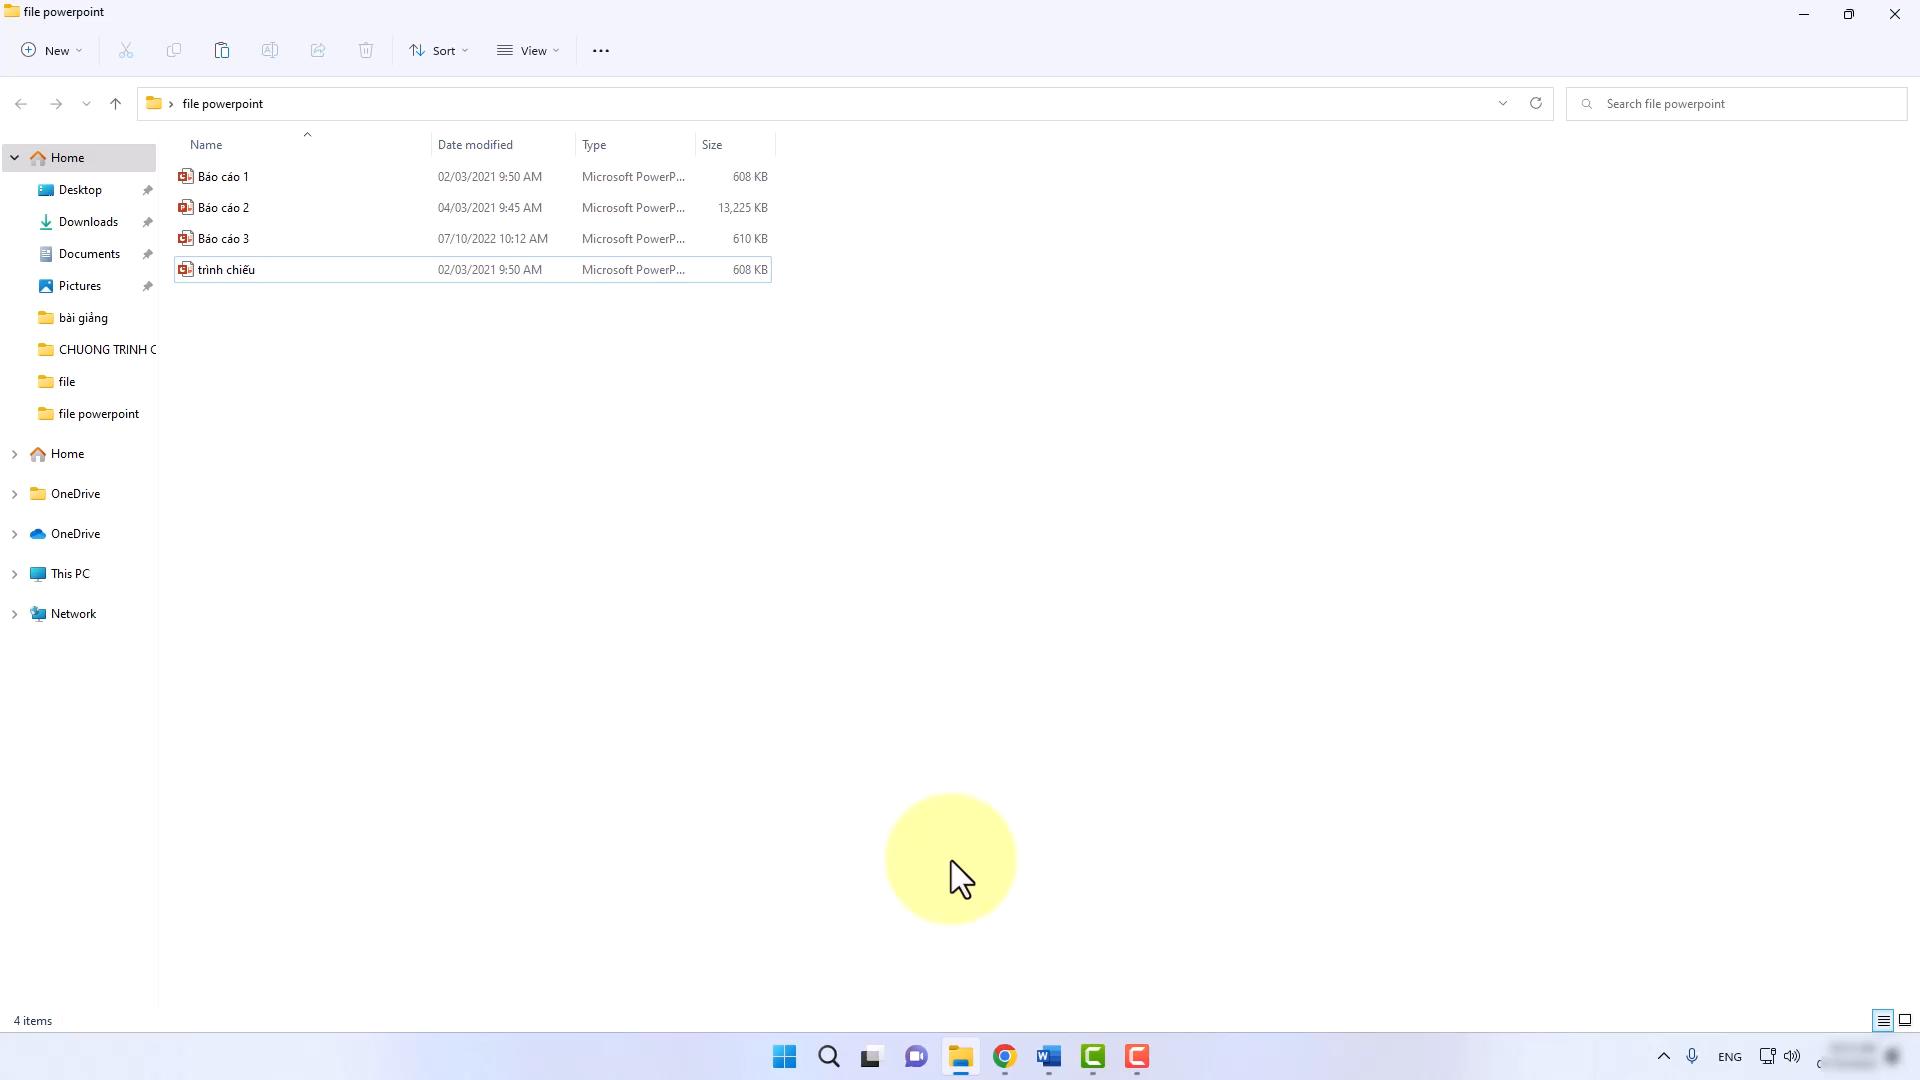 file powerpoint
New
Sort
View
file powerpoint
Search file powerpoint
Name Date modified Type Size
Báo cáo 1 02/03/2021 9:50 AM Microsoft PowerP... 608 KB
Báo cáo 2 04/03/2021 9:45 AM Microsoft PowerP... 13,225 KB
Báo cáo 3 07/10/2022 10:12 AM Microsoft PowerP... 610 KB
trình chiếu 02/03/2021 9:50 AM Microsoft PowerP... 608 KB
Home
Desktop
Downloads
Documents
Pictures
bài giảng
CHUONG TRINH C
file
file powerpoint
Home
OneDrive
OneDrive
This PC
Network
4 items
ENG